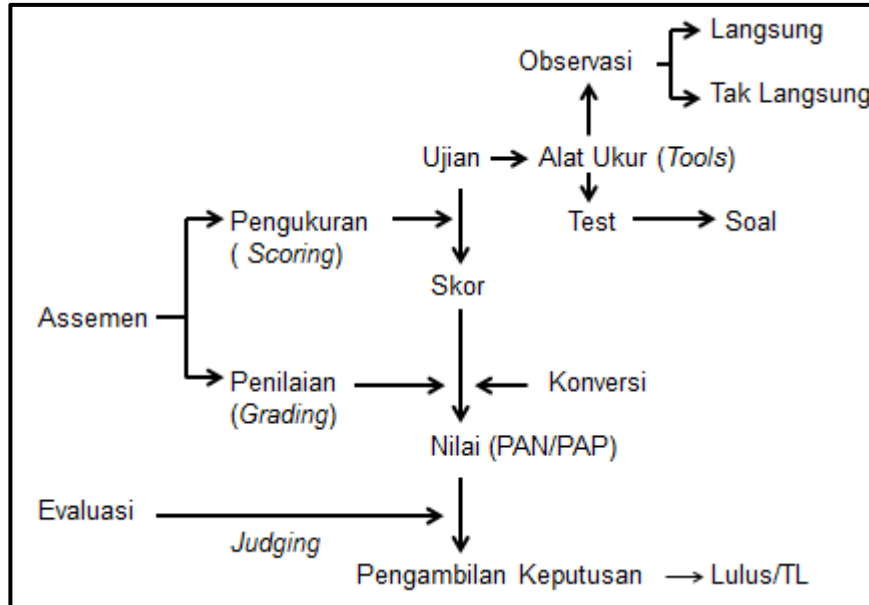 Langsung
Observasi
Tak Langsung
Ujian
Alat Ukur (Tools)
Pengukuran
( Scoring)
Test
Soal
Skor
Assemen
Penilaian
(Grading)
Konversi
Nilai (PAN/PAP)
Evaluasi
Judging
Pengambilan Keputusan
Lulus/TL